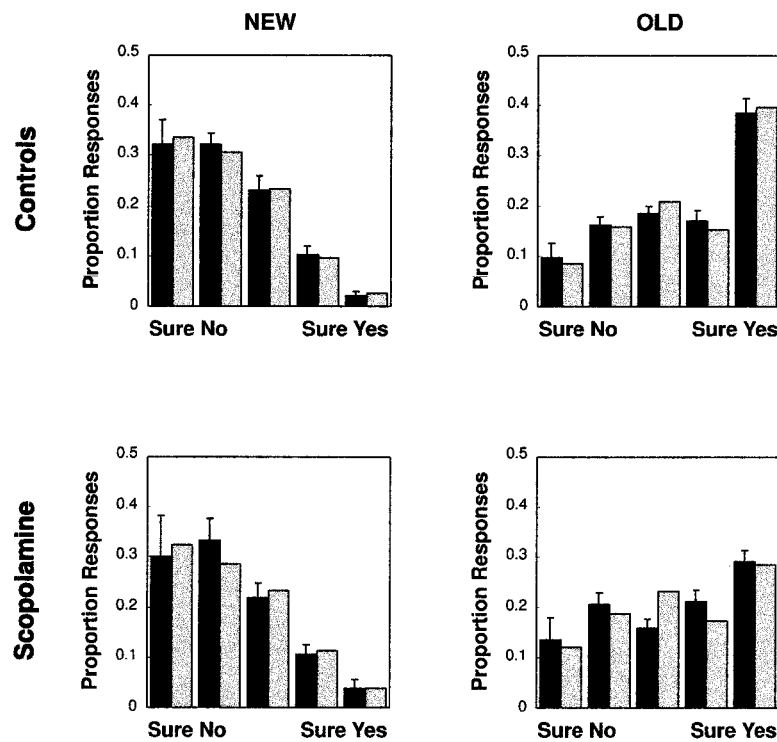 NEW
OLD
Controls
Proportion Responses
0.5
0.4
0.3
0.2
0.1
0
Sure No Sure Yes
Proportion Responses
0.5
0.4
0.3
0.2
0.1
0
Sure No Sure Yes
Scopolamine
Proportion Responses
0.5
0.4
0.3
0.2
0.1
0
Sure No Sure Yes
Proportion Responses
0.5
0.4
0.3
0.2
0.1
0
Sure No Sure Yes